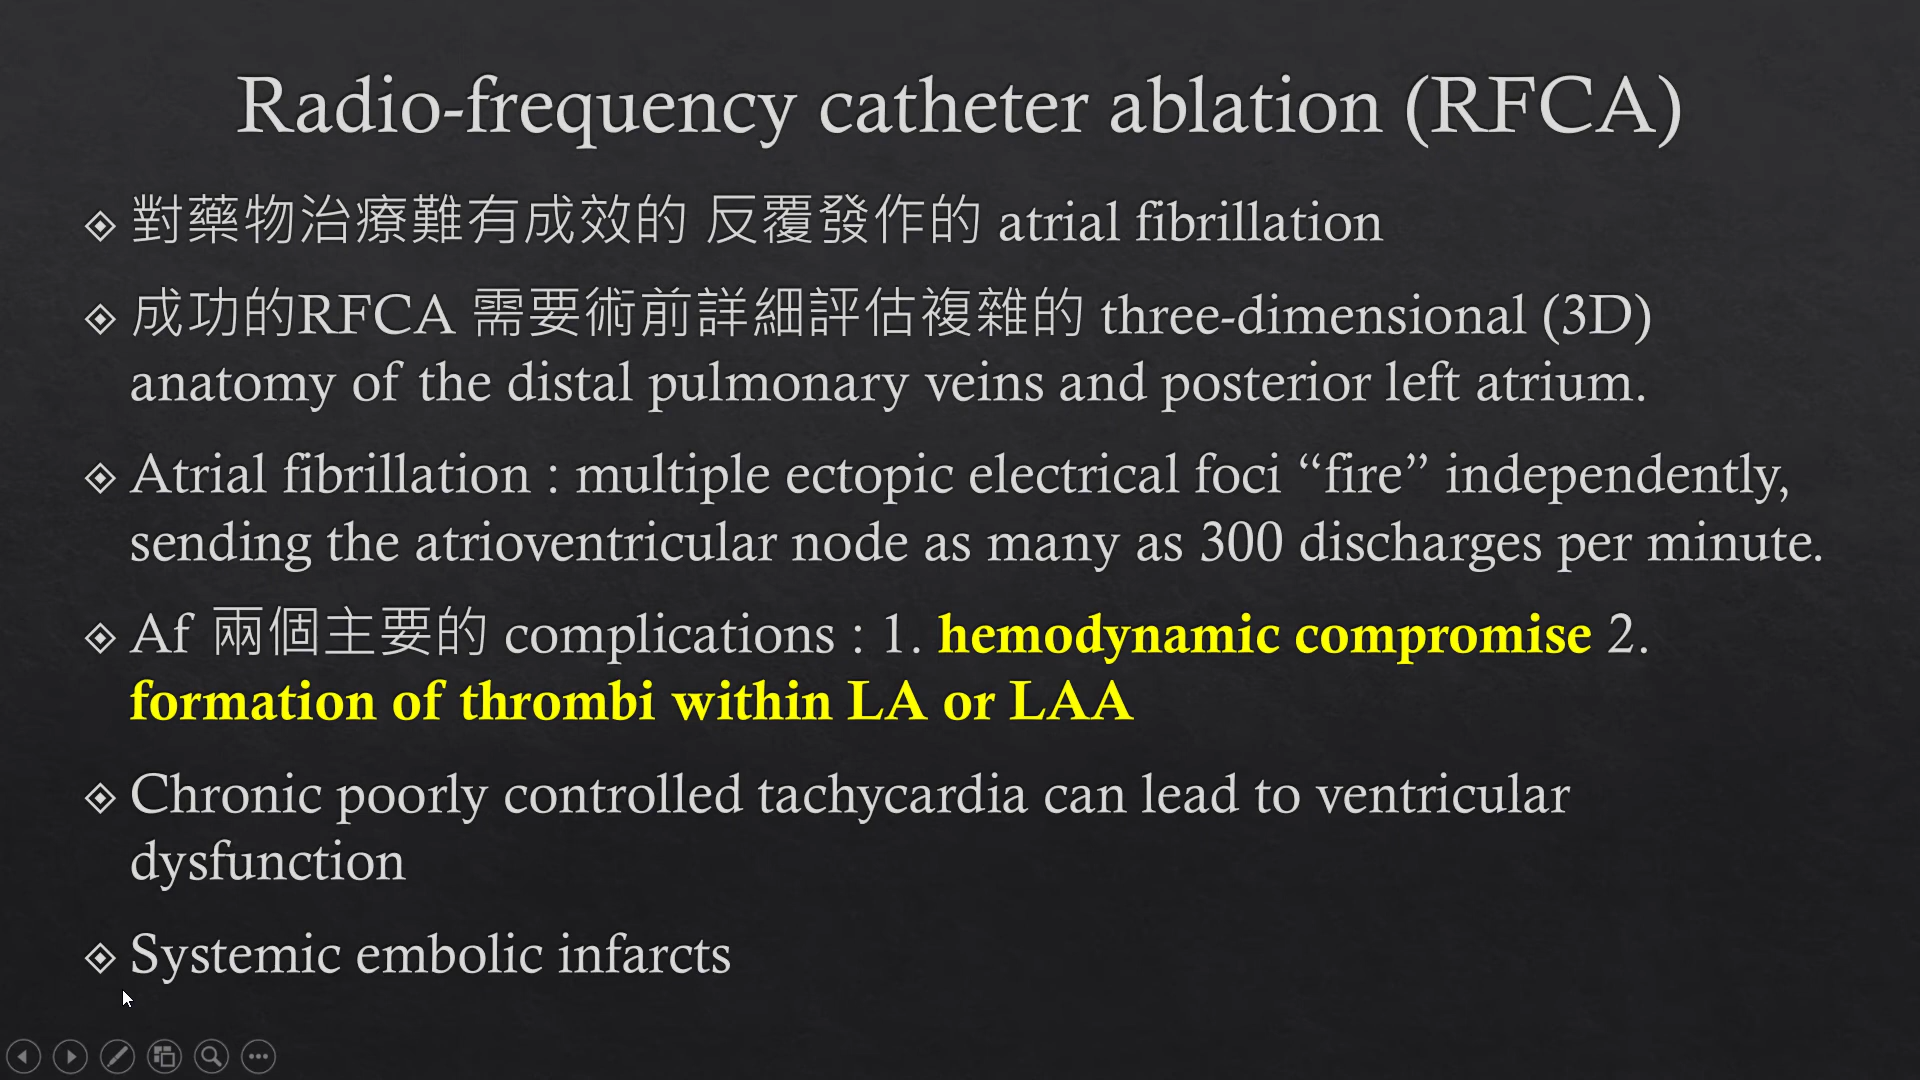 Radio-frequency catheter ablation (RFCA)
對藥物治療難有成效的 反覆發作的 atrial fibrillation
成功的RFCA 需要術前詳細評估複雜的 three-dimensional (3D)
anatomy of the distal pulmonary veins and posterior left atrium.
Atrial fibrillation : multiple ectopic electrical foci “fire” independently,
sending the atrioventricular node as many as 300 discharges per minute.
Af 兩個主要的 complications : 1. hemodynamic compromise 2.
formation of thrombi within LA or LAA
Chronic poorly controlled tachycardia can lead to ventricular
dysfunction
Systemic embolic infarcts